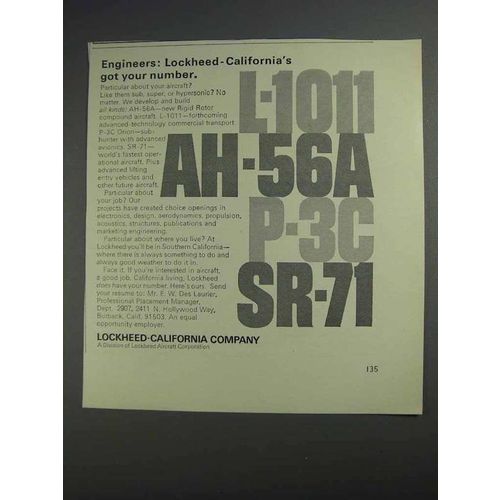 Engineers: Lockheed-California's
got your number.
Particular about your aircraft?
Like them sub, super, or hypersonic? No
matter. We develop and build
all kinds: AH-56A—new Rigid Rotor
compound aircraft. L-1011—forthcoming
advanced-technology commercial transport.
P-3C Orion—sub-
hunter with advanced
avionics. SR-71—
world's fastest oper-
ational aircraft. Plus
advanced lifting
entry vehicles and
other future aircraft.
Particular about
your job? Our
projects have created choice openings in
electronics, design, aerodynamics, propulsion,
acoustics, structures, publications and
marketing engineering.
Particular about where you live? At
Lockheed you'll be in Southern California—
where there is always something to do and
always good weather to do it in.
Face it. If you're interested in aircraft,
a good job, California living, Lockheed
does have your number. Here's ours. Send
your resume to: Mr. E. W. Des Laurier,
Professional Placement Manager,
Dept. 2907, 2411 N. Hollywood Way,
Burbank, Calif. 91503. An equal
opportunity employer.
L-1011
AH-56A
P-3C
SR-71
LOCKHEED-CALIFORNIA COMPANY
A Division of Lockheed Aircraft Corporation
135